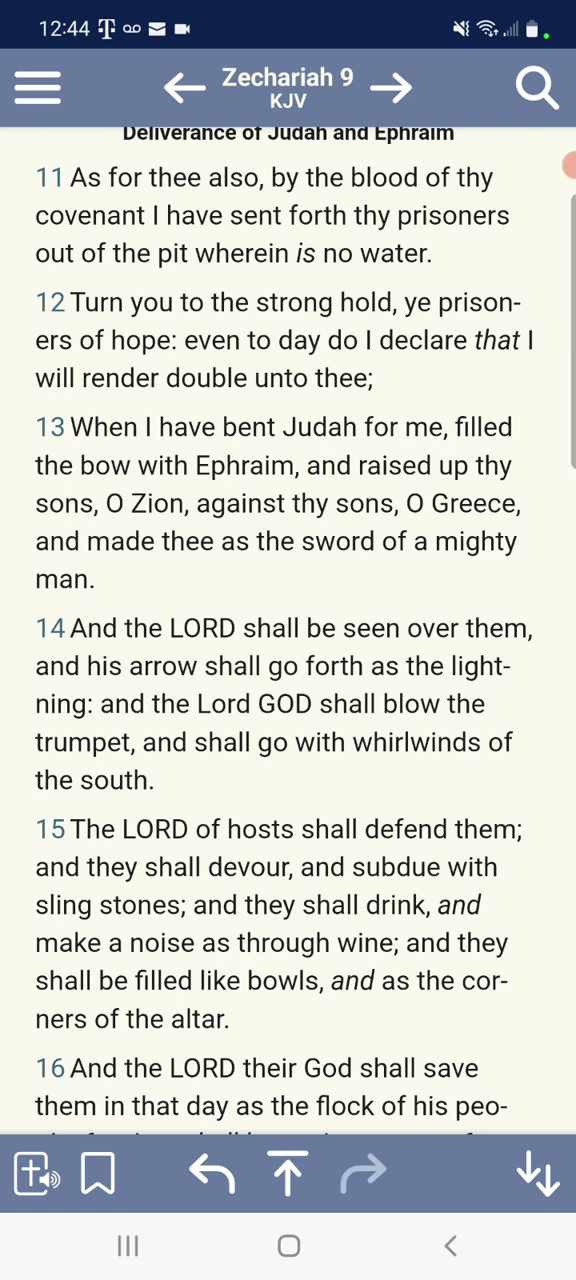 12:44
Zechariah 9
KJV
Deliverance of Judah and Ephraim
11 As for thee also, by the blood of thy
covenant I have sent forth thy prisoners
out of the pit wherein is no water.
12 Turn you to the strong hold, ye prison-
ers of hope: even to day do I declare that I
will render double unto thee;
13 When I have bent Judah for me, filled
the bow with Ephraim, and raised up thy
sons, O Zion, against thy sons, O Greece,
and made thee as the sword of a mighty
man.
14 And the LORD shall be seen over them,
and his arrow shall go forth as the light-
ning: and the Lord GOD shall blow the
trumpet, and shall go with whirlwinds of
the south.
15 The LORD of hosts shall defend them;
and they shall devour, and subdue with
sling stones; and they shall drink, and
make a noise as through wine; and they
shall be filled like bowls, and as the cor-
ners of the altar.
16 And the LORD their God shall save
them in that day as the flock of his peo-